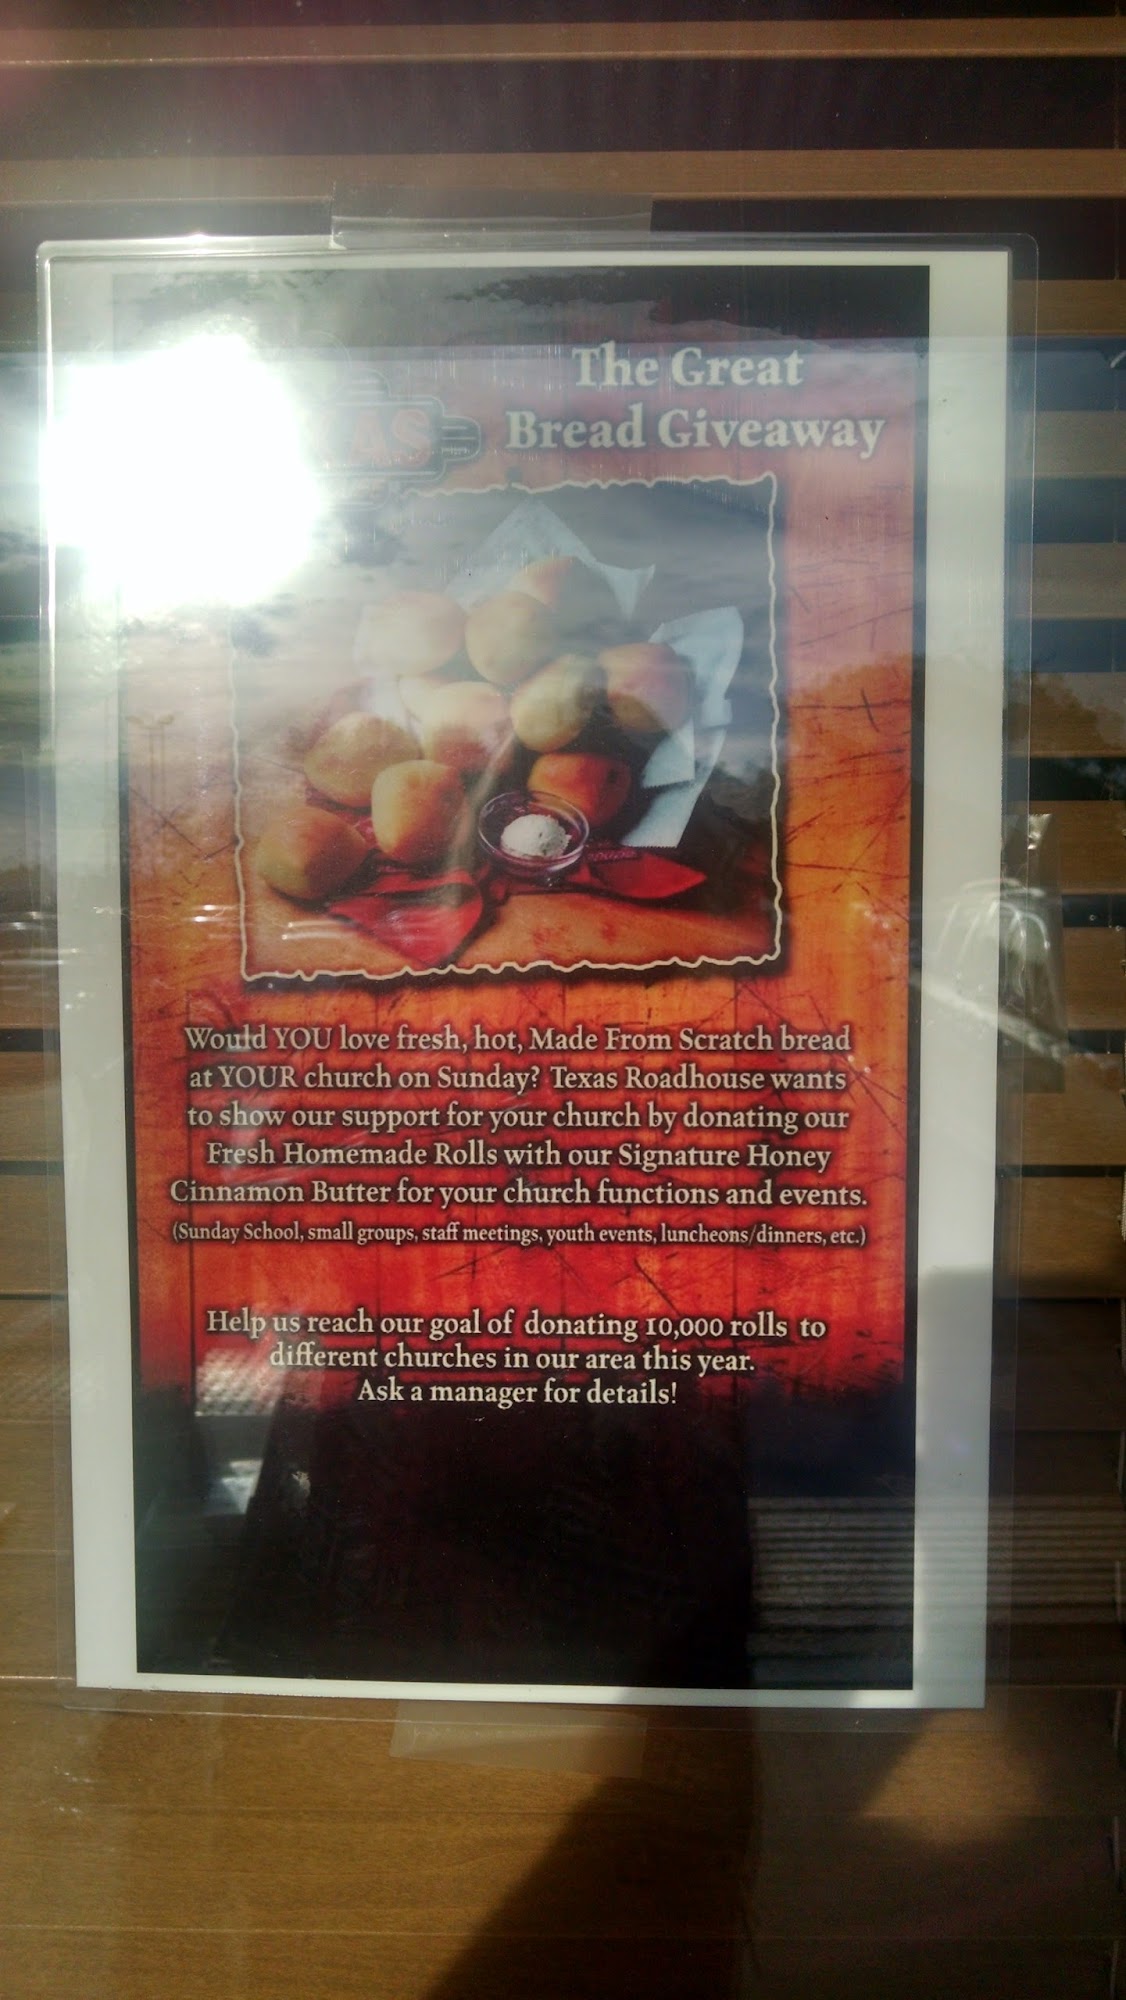 The Great
Bread Giveaway
Would YOU love fresh, hot, Made From Scratch bread
at YOUR church on Sunday? Texas Roadhouse wants
to show our support for your church by donating our
Fresh Homemade Rolls with our Signature Honey
Cinnamon Butter for your church functions and events.
(Sunday School, small groups, staff meetings, youth events, luncheons/dinners, etc.)
Help us reach our goal of donating 10,000 rolls to
different churches in our area this year.
Ask a manager for details!